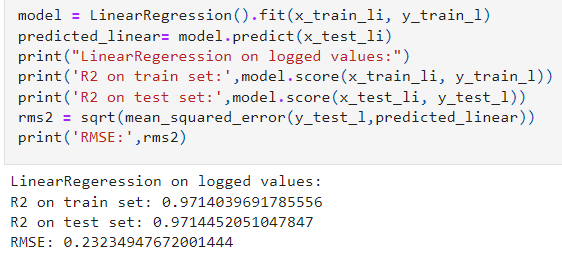 model = LinearRegression().fit(x_train_li, y_train_l)
predicted_linear= model.predict(x_test_li)
print("LinearRegeression on logged values:")
print('R2 on train set:',model.score(x_train_li, y_train_l))
print('R2 on test set:',model.score(x_test_li, y_test_l))
rms2 = sqrt(mean_squared_error(y_test_l,predicted_linear))
print('RMSE:',rms2)
LinearRegeression on logged values:
R2 on train set: 0.9714039691785556
R2 on test set: 0.9714452051047847
RMSE: 0.23234947672001444